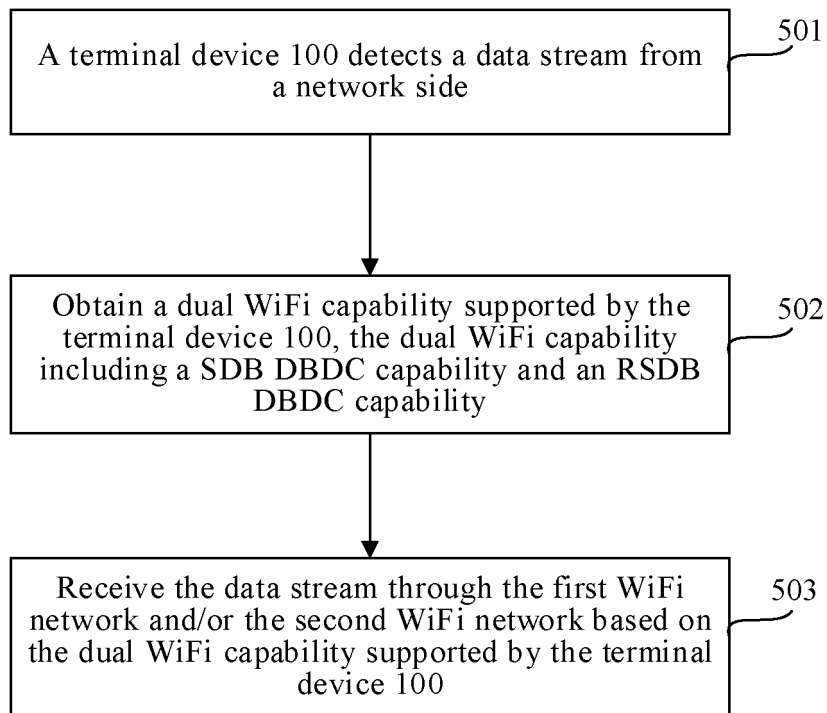 A terminal device 100 detects a data stream from
a network side
501
Obtain a dual WiFi capability supported by the
terminal device 100, the dual WiFi capability
including a SDB DBDC capability and an RSDB
DBDC capability
502
Receive the data stream through the first WiFi
network and/or the second WiFi network based on
the dual WiFi capability supported by the terminal
device 100
503